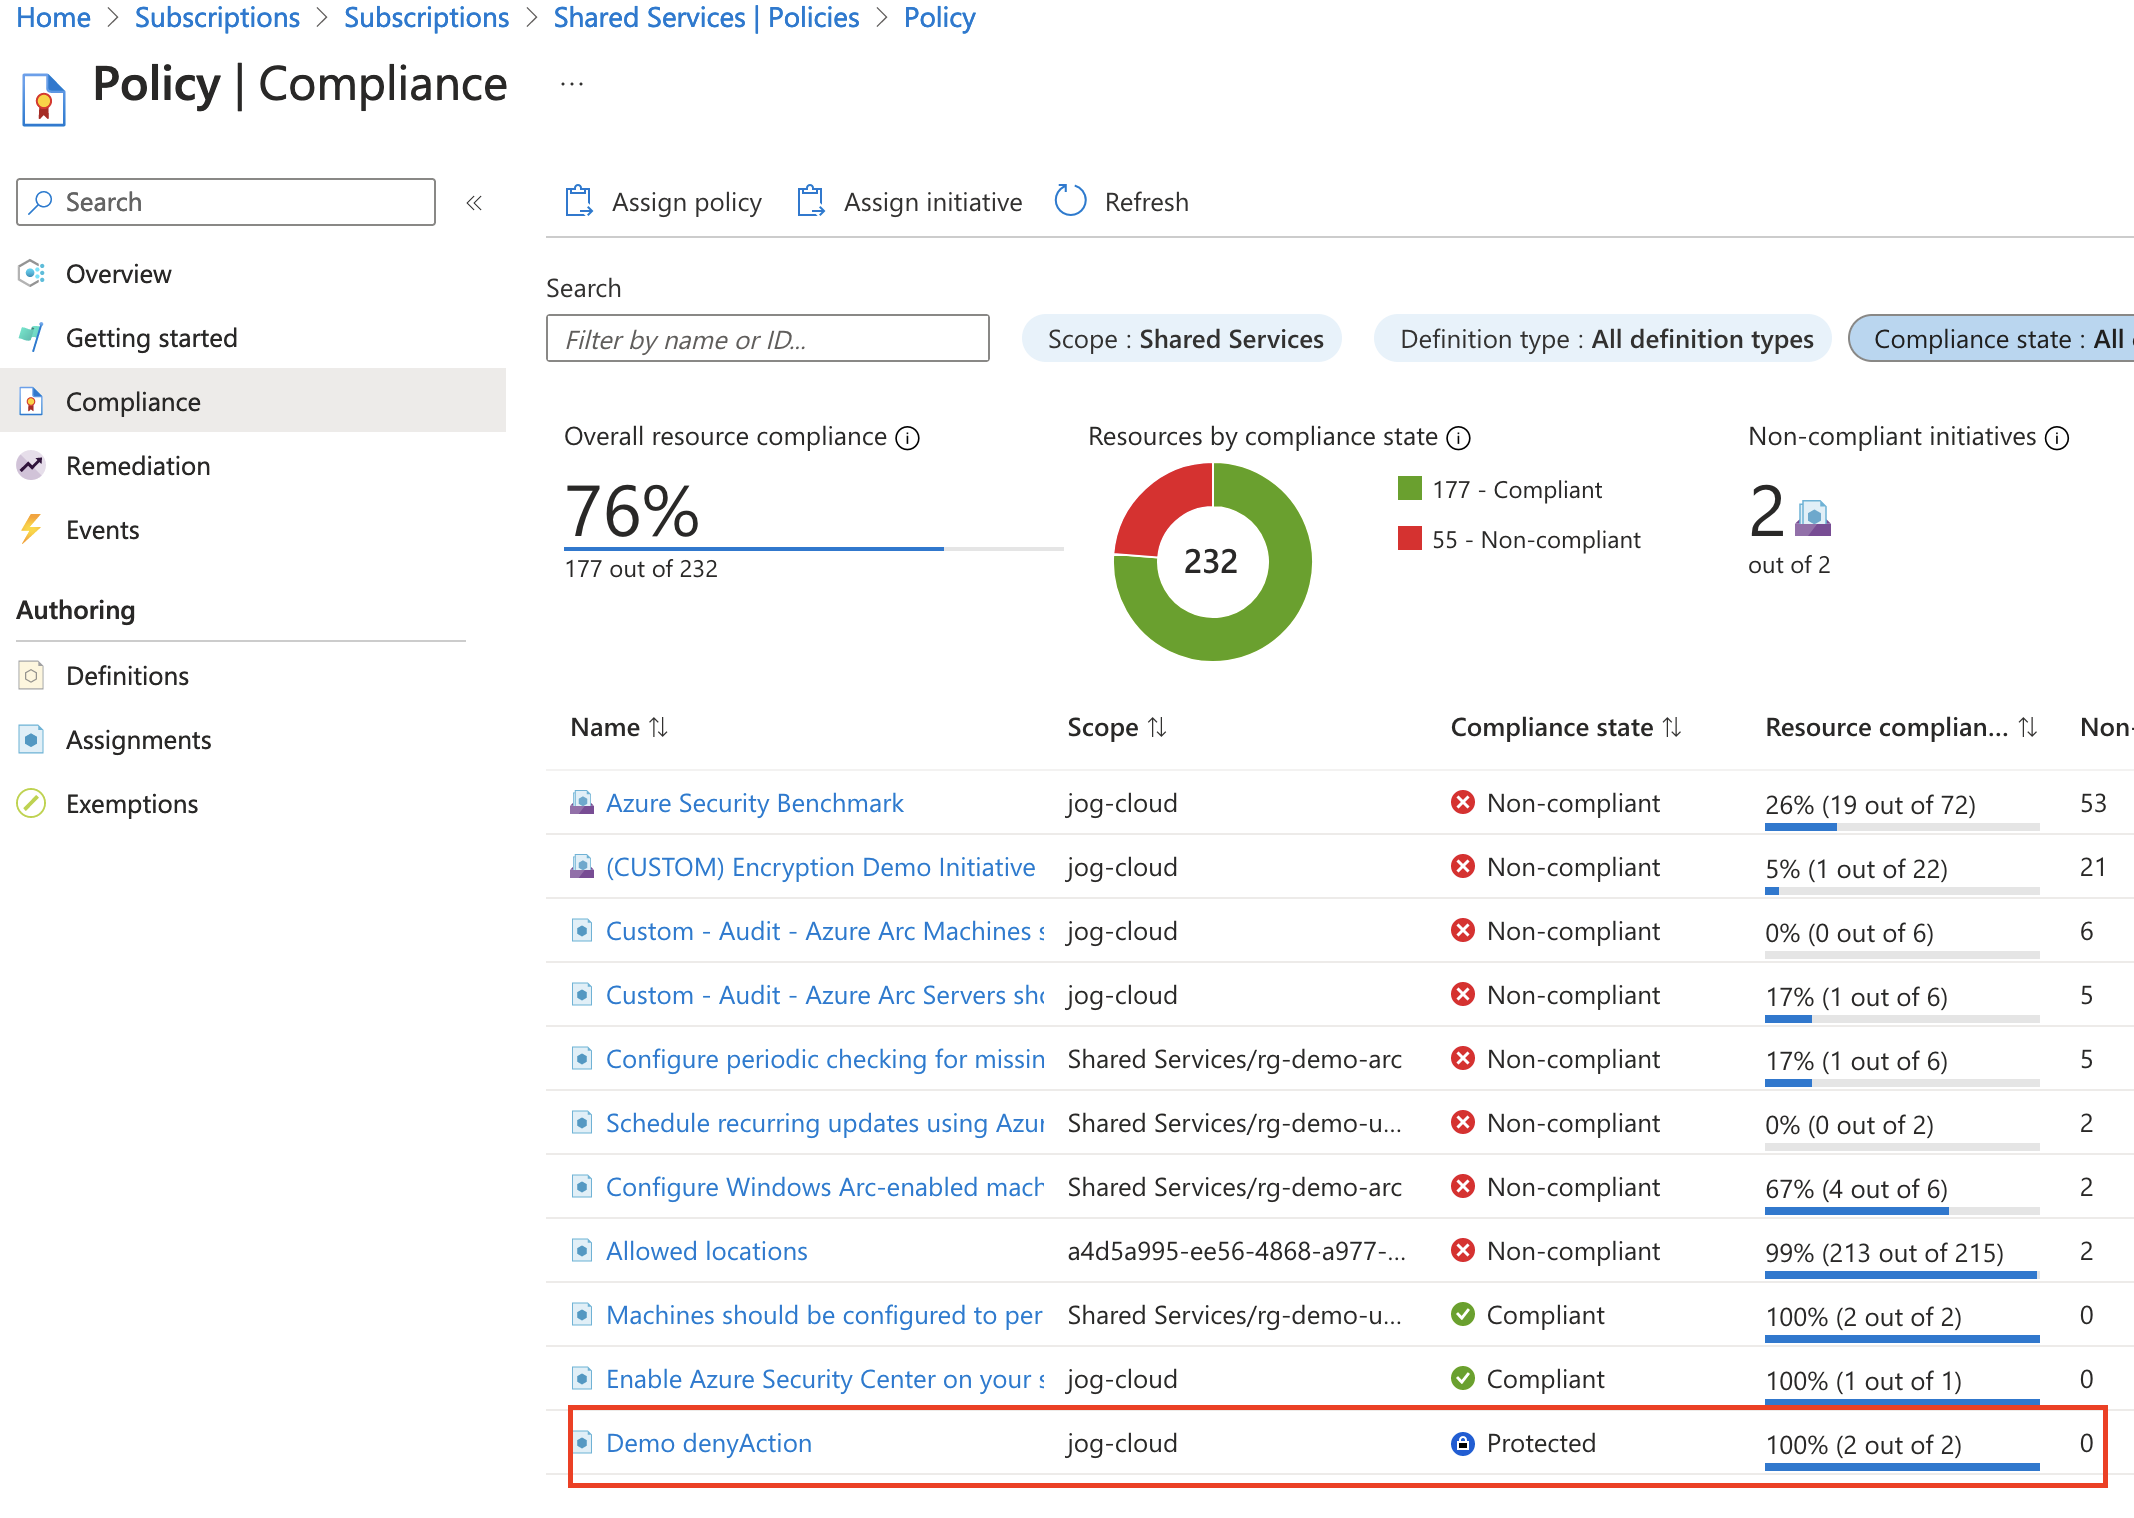 Home > Subscriptions > Subscriptions > Shared Services | Policies > Policy
Policy | Compliance ...
Search «
Assign policy Assign initiative Refresh
Overview
Getting started
Compliance
Remediation
Events
Authoring
Definitions
Assignments
Exemptions
Search
Filter by name or ID... Scope : Shared Services Definition type : All definition types Compliance state : All
Overall resource compliance
76%
177 out of 232
Resources by compliance state
232
177 - Compliant
55 - Non-compliant
Non-compliant initiatives
2
out of 2
Name Scope Compliance state Resource complian... Non-
Azure Security Benchmark jog-cloud Non-compliant 26% (19 out of 72) 53
(CUSTOM) Encryption Demo Initiative jog-cloud Non-compliant 5% (1 out of 22) 21
Custom - Audit - Azure Arc Machines s jog-cloud Non-compliant 0% (0 out of 6) 6
Custom - Audit - Azure Arc Servers sho jog-cloud Non-compliant 17% (1 out of 6) 5
Configure periodic checking for missin Shared Services/rg-demo-arc Non-compliant 17% (1 out of 6) 5
Schedule recurring updates using Azur Shared Services/rg-demo-u... Non-compliant 0% (0 out of 2) 2
Configure Windows Arc-enabled mach Shared Services/rg-demo-arc Non-compliant 67% (4 out of 6) 2
Allowed locations a4d5a995-ee56-4868-a977-... Non-compliant 99% (213 out of 215) 2
Machines should be configured to per Shared Services/rg-demo-u... Compliant 100% (2 out of 2) 0
Enable Azure Security Center on your s jog-cloud Compliant 100% (1 out of 1) 0
Demo denyAction jog-cloud Protected 100% (2 out of 2) 0